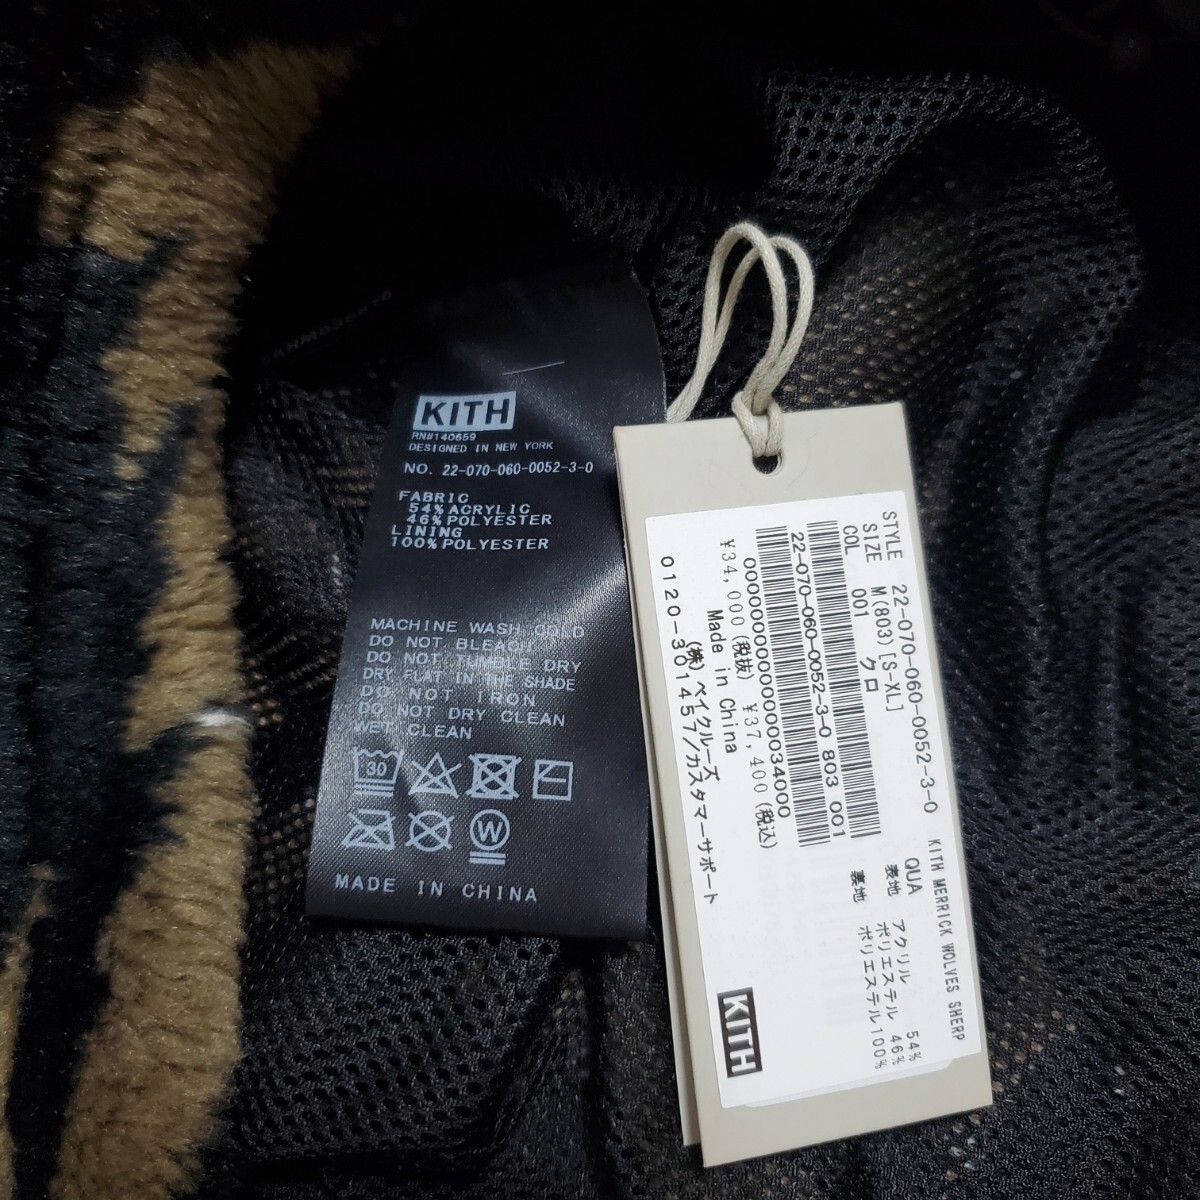 KITH
RN#140659
DESIGNED IN NEW YORK
NO. 22-070-060-0052-3-0
FABRIC
54%ACRYLIC
46%POLYESTER
LINING
100%POLYESTER
MACHINE WASH COLD
DO NOT BLEACH
DO NOT TUMBLE DRY
DRY FLAT IN THE SHADE
DO NOT IRON
DO NOT DRY CLEAN
WET CLEAN
30
W
MADE IN CHINA
STYLE 22-070-060-0052-3-0 KITH MERRICK WOLVES SHERP
SIZE M(803)[S-XL] QUA
COL 001 クロ
表地 アクリル 54%
ポリエステル 46%
裏地 ポリエステル100%
22-070-060-0052-3-0 803 001
¥34,000(税抜) ¥37,400(税込)
Made in China
(株)ベイクルーズ
0120-301457/カスタマーサポート
KITH